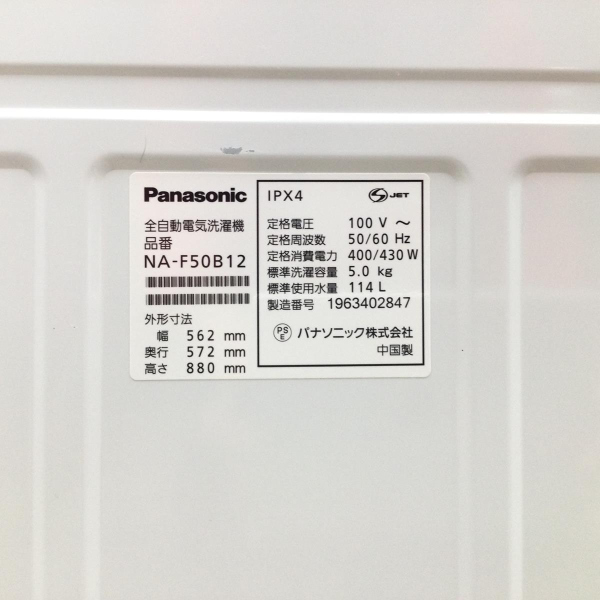 Panasonic
全自動電気洗濯機
品番
NA-F50B12
外形寸法
幅 562 mm
奥行 572 mm
高さ 880 mm
IPX4
S JET
定格電圧 100 V ～
定格周波数 50/60 Hz
定格消費電力 400/430 W
標準洗濯容量 5.0 kg
標準使用水量 114 L
製造番号 1963402847
PS
E
パナソニック株式会社
中国製